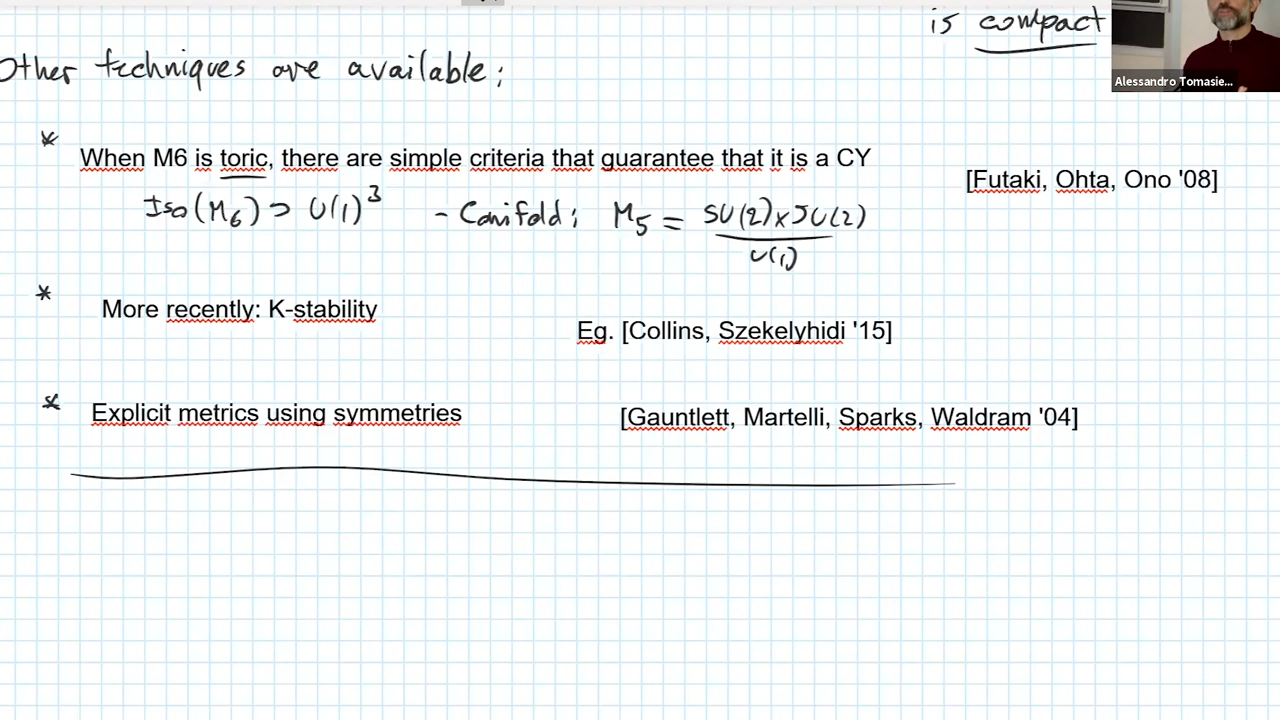 is compact
Other techniques are available:
Alessandro Tomasie...
* When M6 is toric, there are simple criteria that guarantee that it is a CY
[Futaki, Ohta, Ono '08]
Iso(M₆) ⊃ U(1)³ - Conifold: M₅ = SU(2)×SU(2) / U(1)
* More recently: K-stability
Eg. [Collins, Szekelyhidi '15]
* Explicit metrics using symmetries [Gauntlett, Martelli, Sparks, Waldram '04]